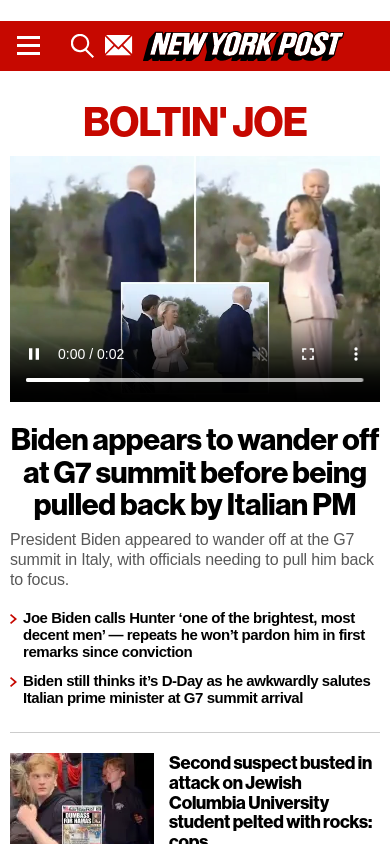 NEW YORK POST
BOLTIN' JOE
0:00 / 0:02
Biden appears to wander off
at G7 summit before being
pulled back by Italian PM
President Biden appeared to wander off at the G7
summit in Italy, with officials needing to pull him back
to focus.
Joe Biden calls Hunter ‘one of the brightest, most
decent men’ — repeats he won’t pardon him in first
remarks since conviction
Biden still thinks it’s D-Day as he awkwardly salutes
Italian prime minister at G7 summit arrival
DUMBASS
FOR HAMAS
Second suspect busted in
attack on Jewish
Columbia University
student pelted with rocks:
cops